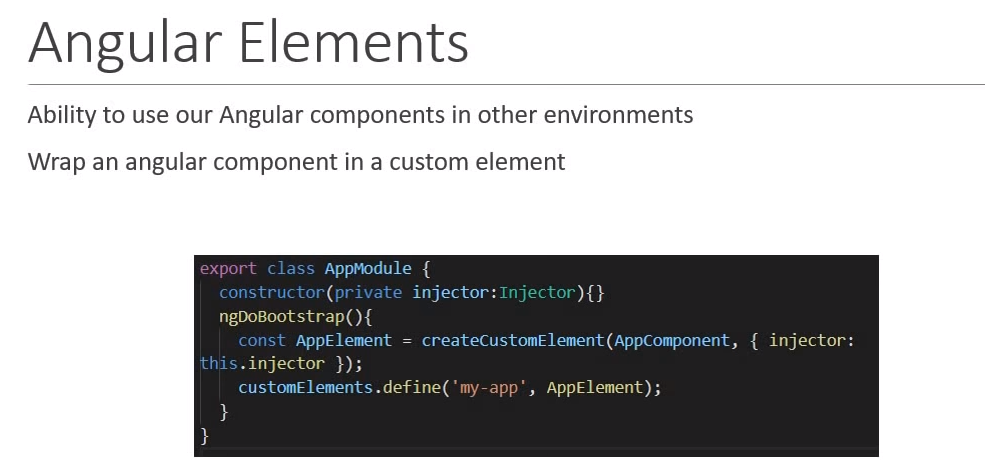 Angular Elements
Ability to use our Angular components in other environments
Wrap an angular component in a custom element
export class AppModule {
constructor(private injector:Injector){}
ngDoBootstrap(){
const AppElement = createCustomElement(AppComponent, { injector:
this.injector });
customElements.define('my-app', AppElement);
}
}